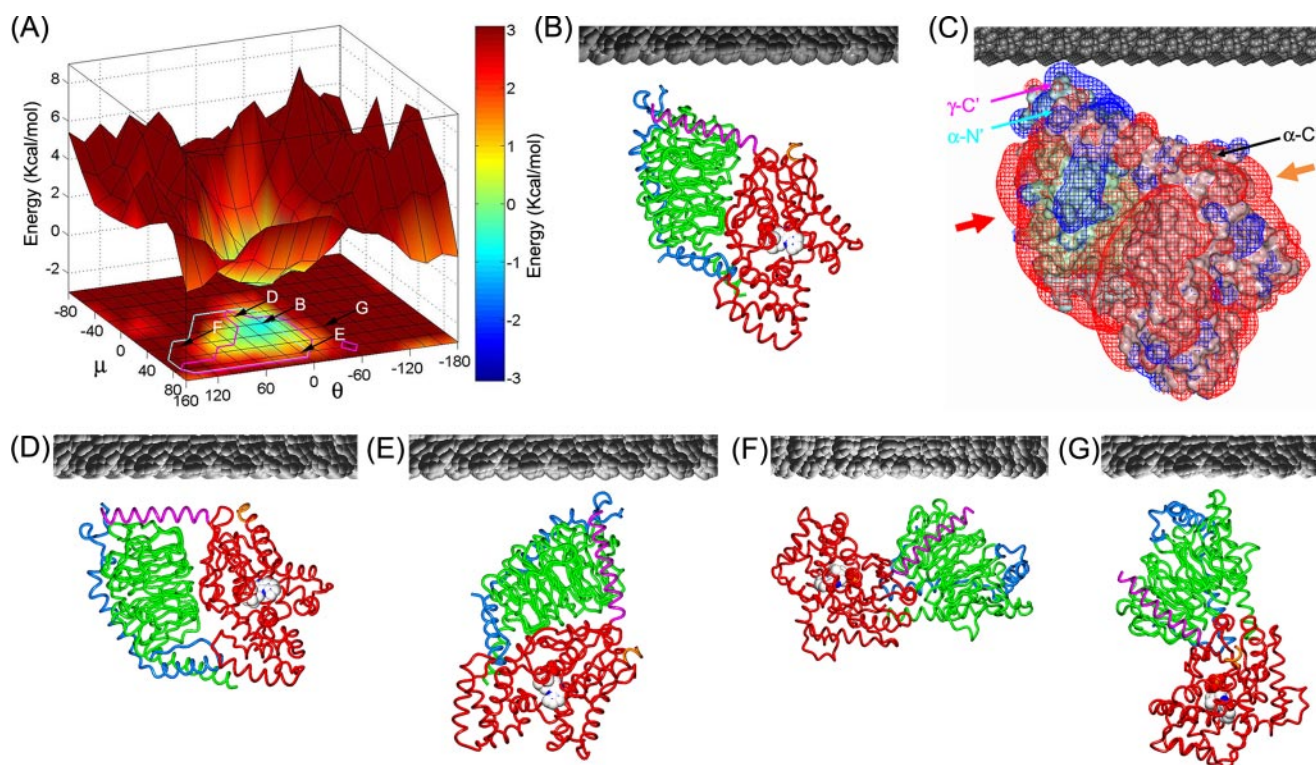 (A)
Energy (Kcal/mol)
8
6
4
2
0
-2
-80
-40
0
40
80
μ
160
120
60
0
-60
-120
-180
θ
D
B
G
F
E
3
2
1
0
-1
-2
-3
Energy (Kcal/mol)
(B)
(C)
γ-C'
α-N'
α-C
(D)
(E)
(F)
(G)